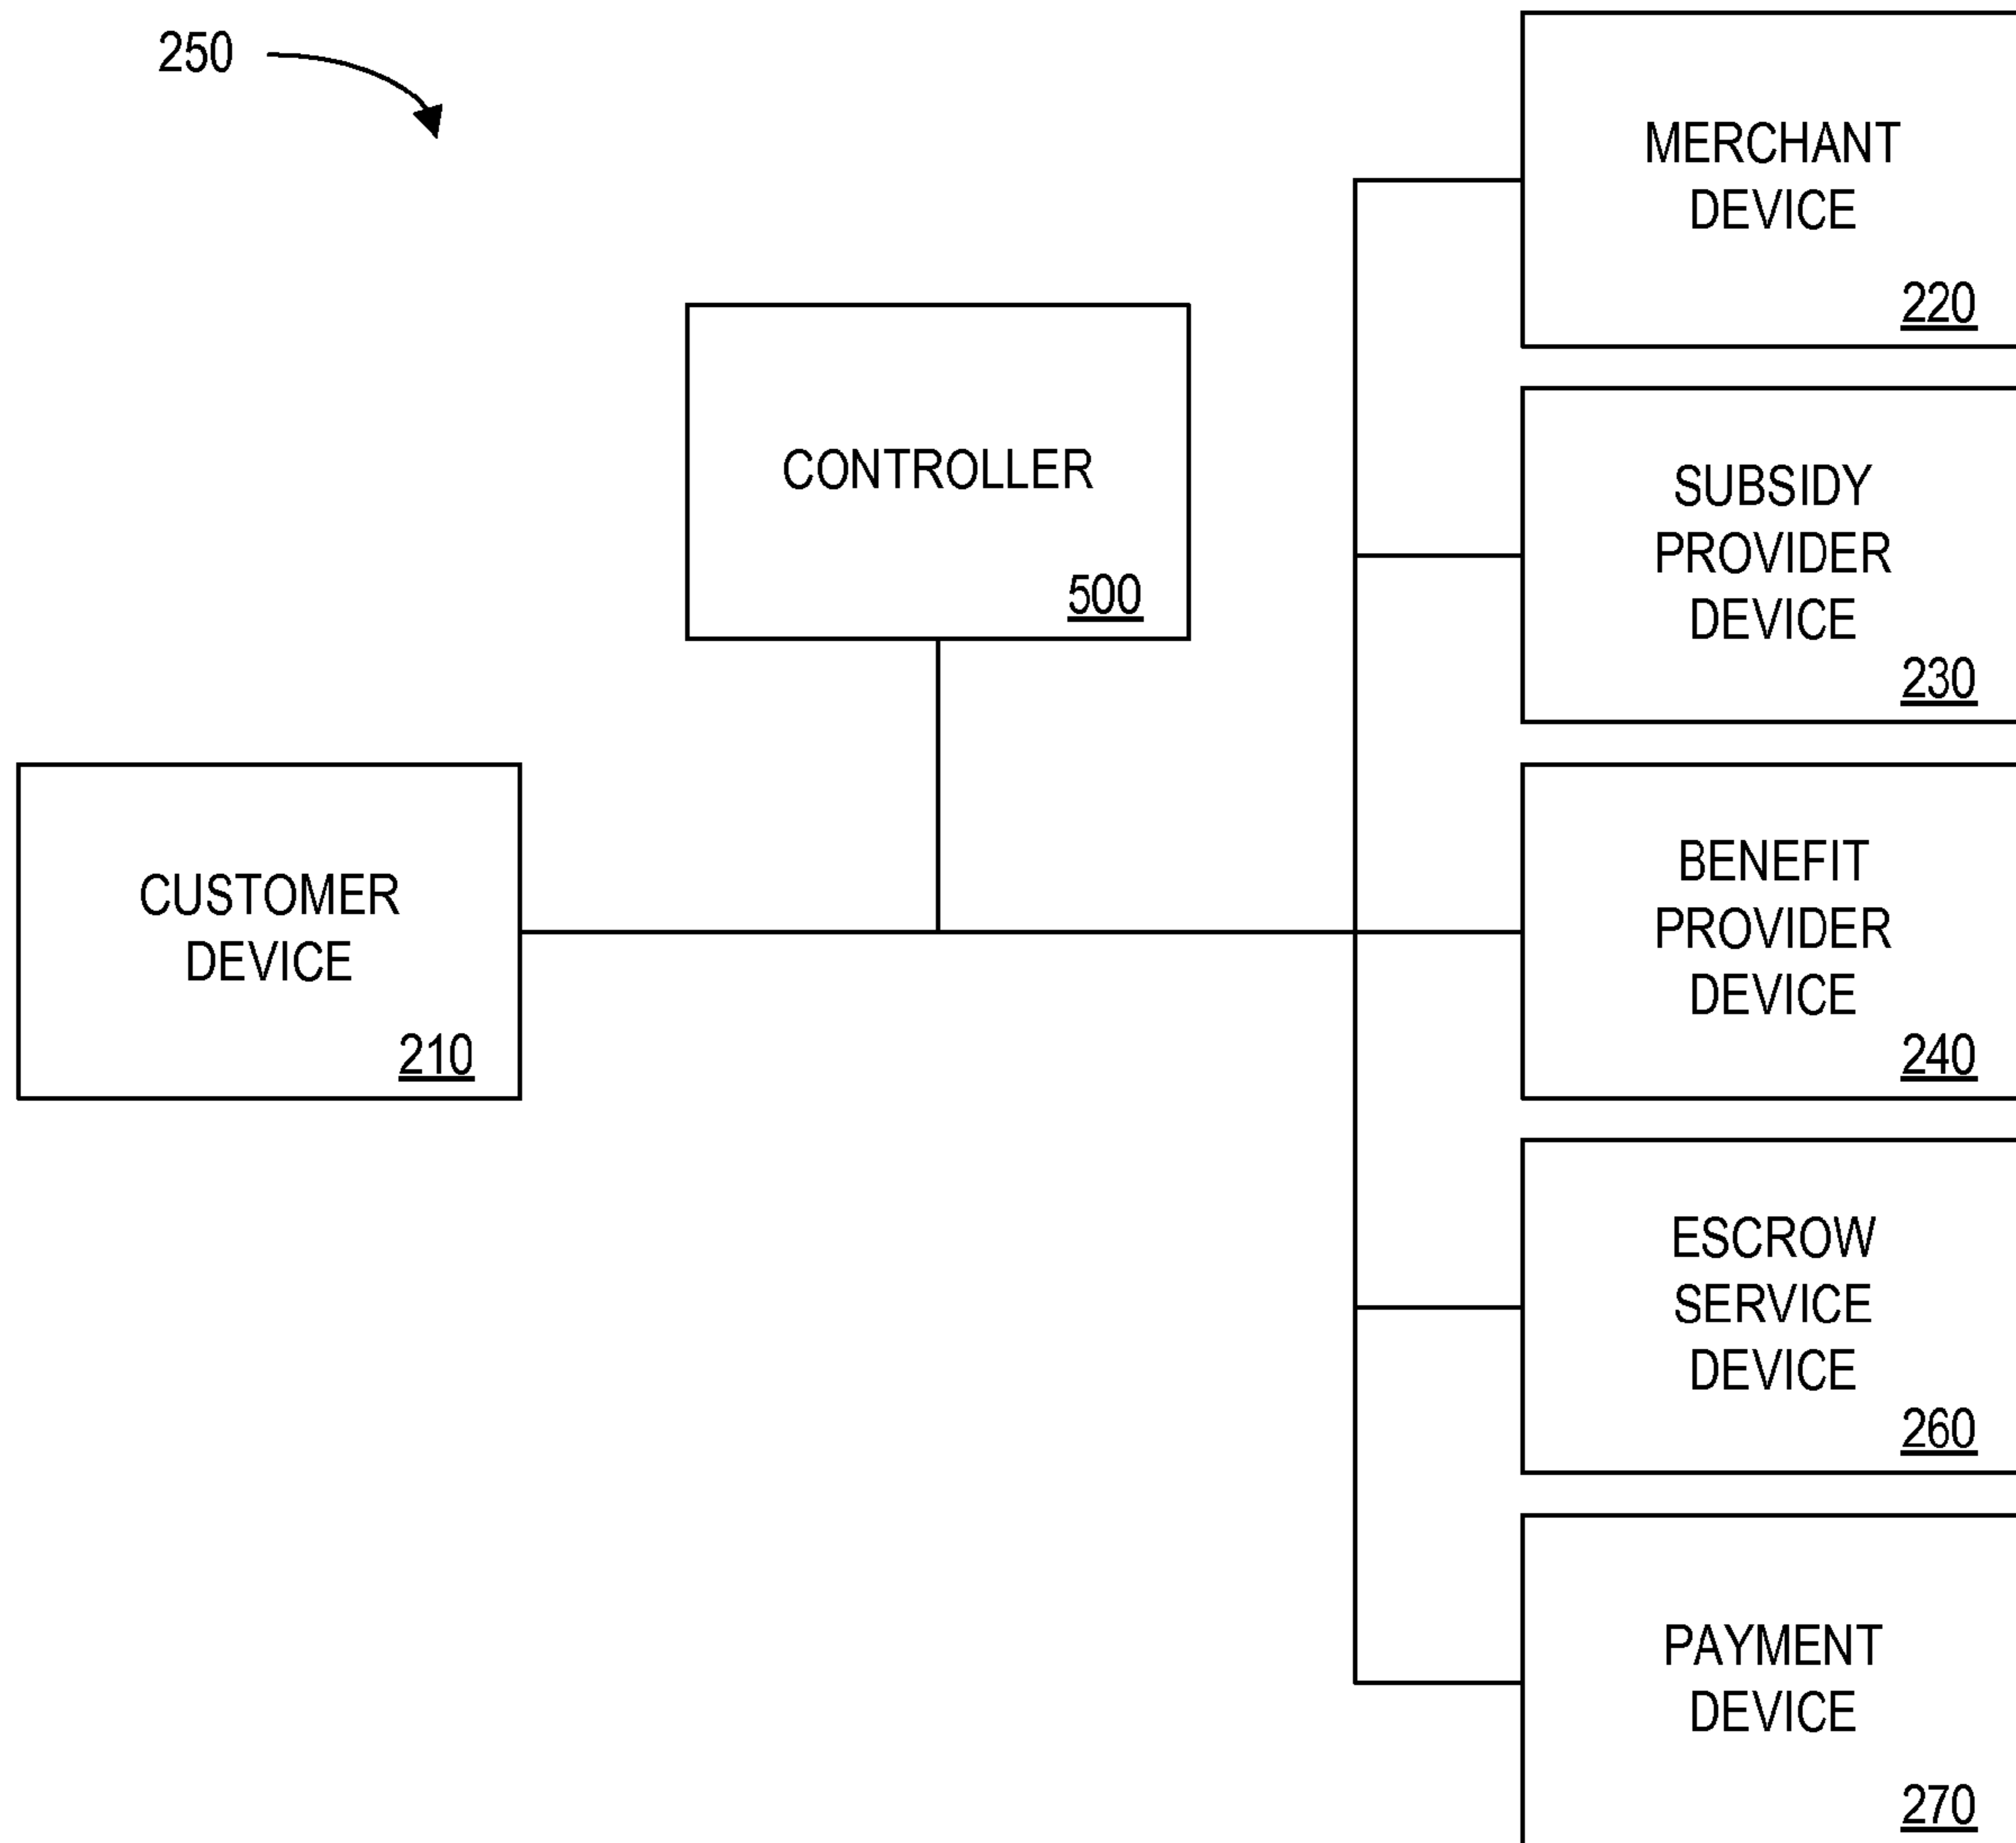 250
MERCHANT
DEVICE
220
CONTROLLER
500
SUBSIDY
PROVIDER
DEVICE
230
CUSTOMER
DEVICE
210
BENEFIT
PROVIDER
DEVICE
240
ESCROW
SERVICE
DEVICE
260
PAYMENT
DEVICE
270